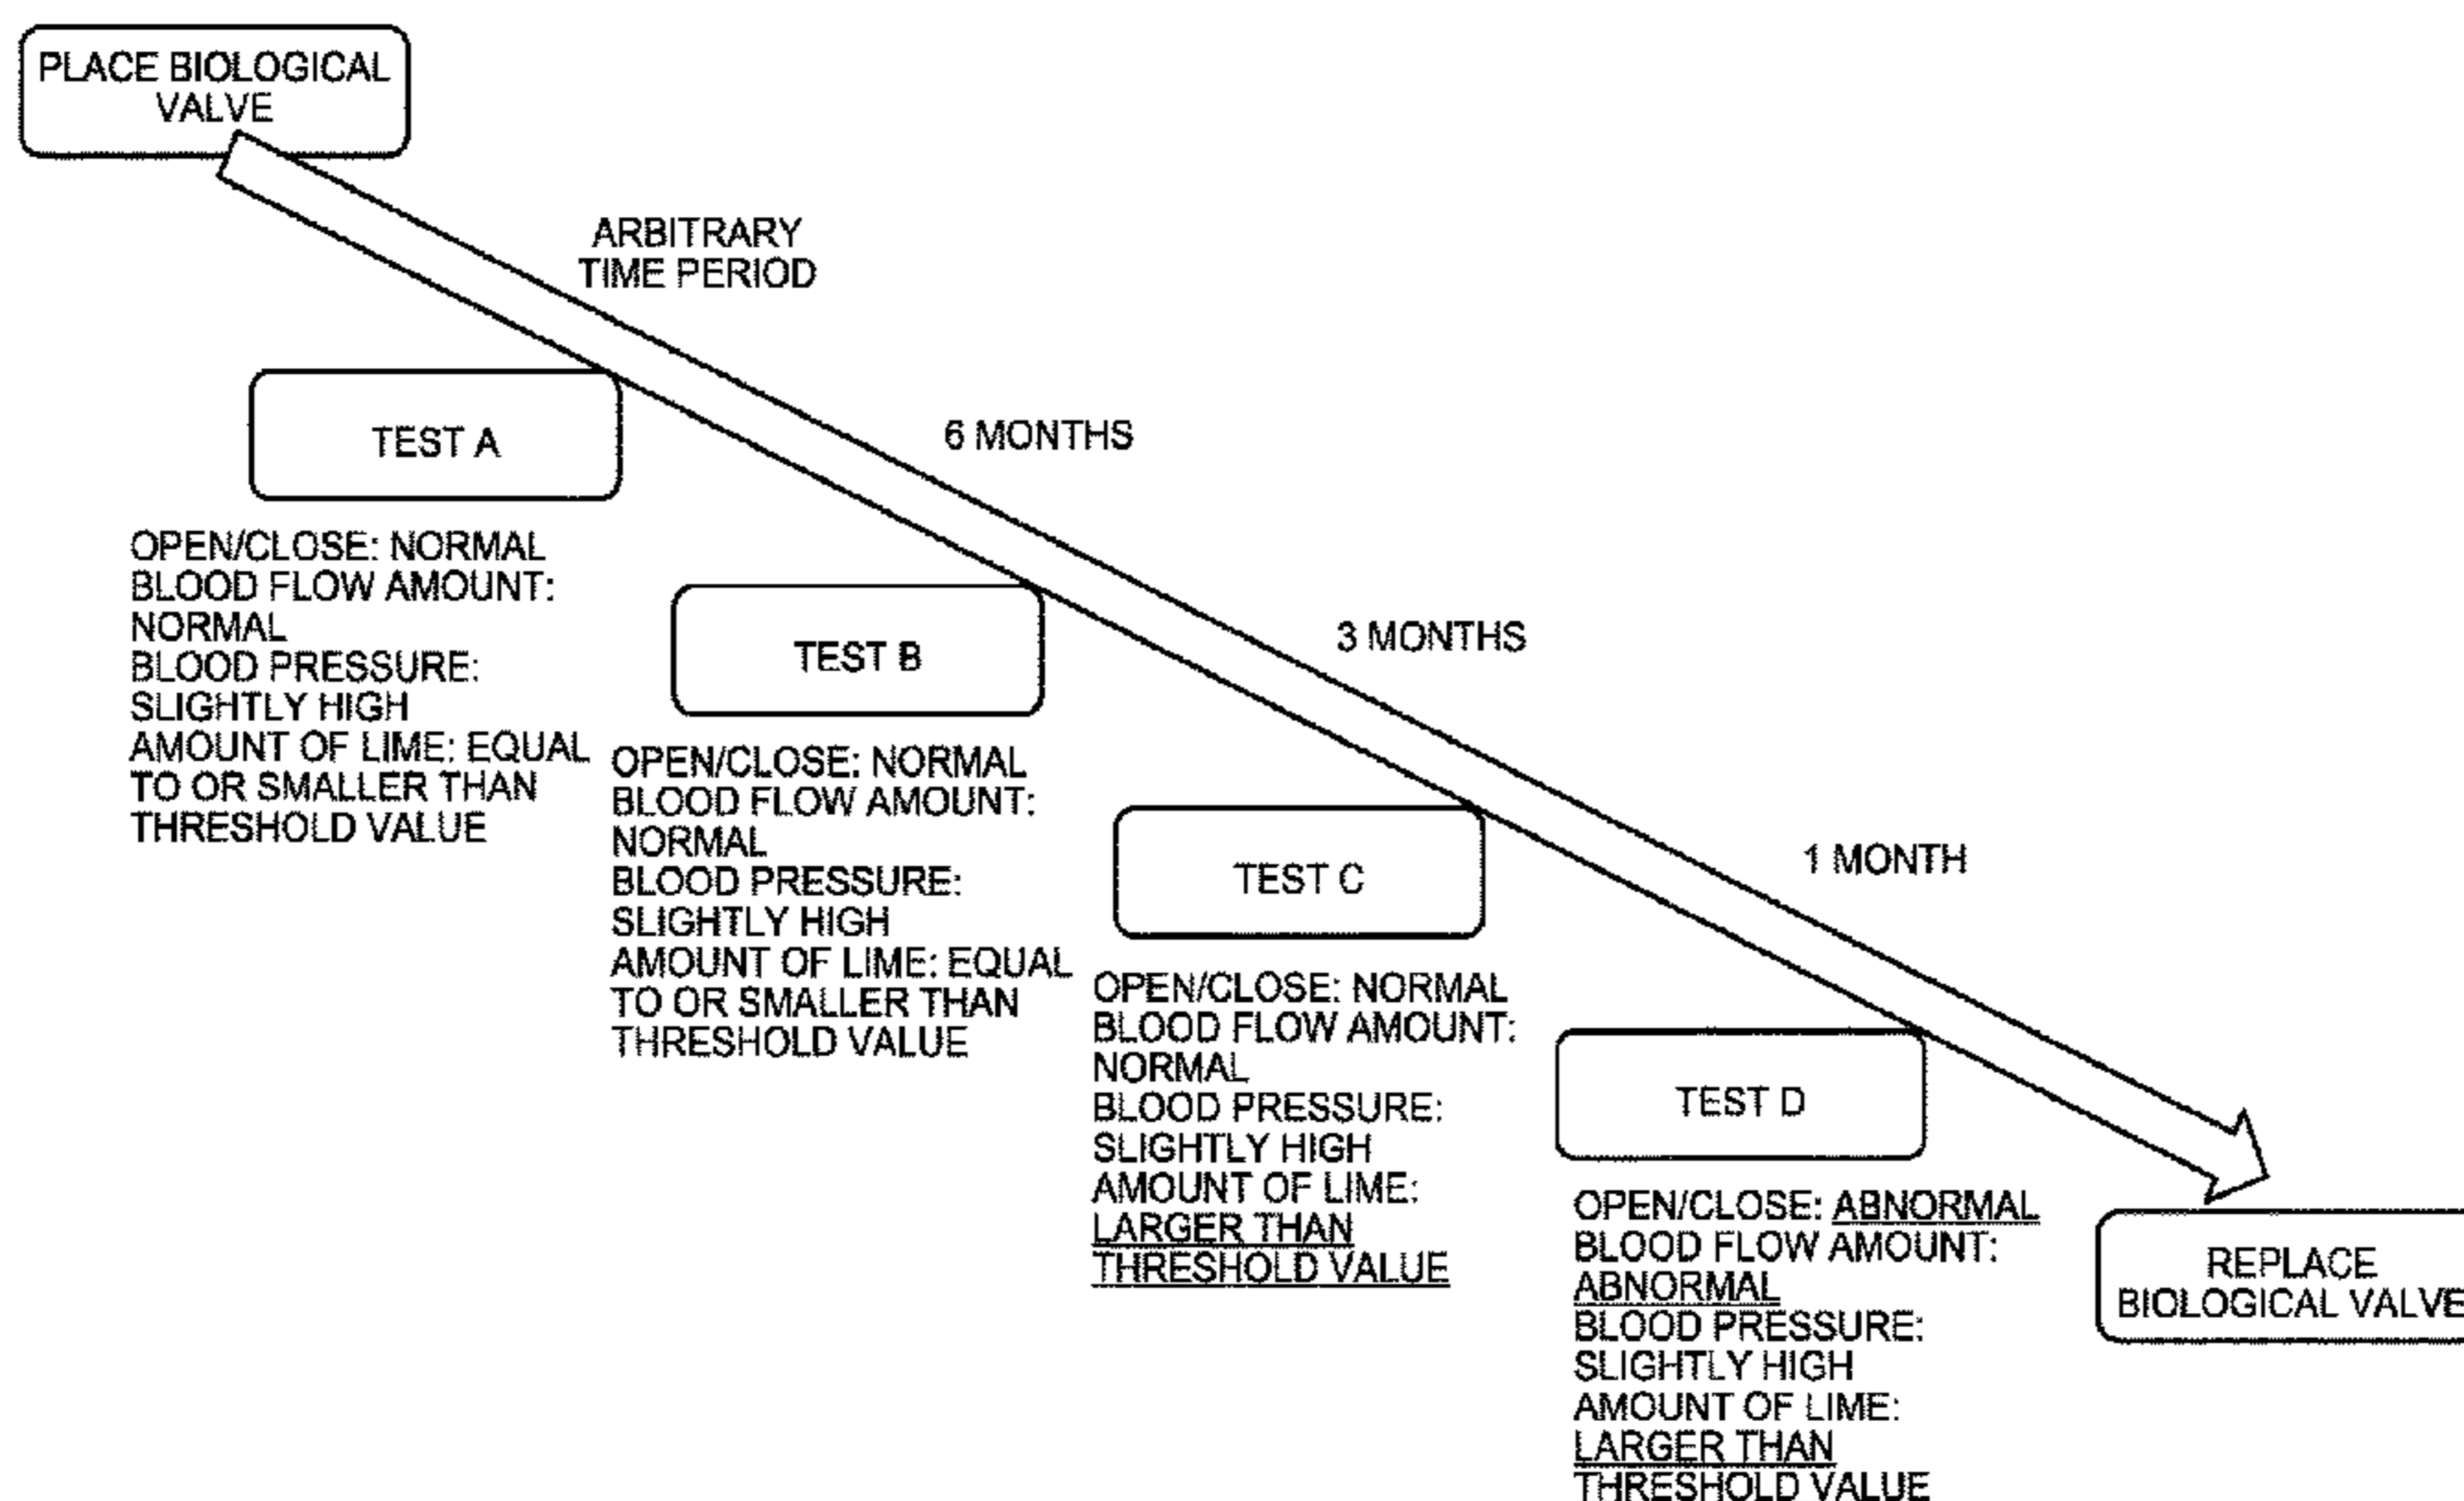 PLACE BIOLOGICAL
VALVE
ARBITRARY
TIME PERIOD
TEST A
OPEN/CLOSE: NORMAL
BLOOD FLOW AMOUNT:
NORMAL
BLOOD PRESSURE:
SLIGHTLY HIGH
AMOUNT OF LIME: EQUAL
TO OR SMALLER THAN
THRESHOLD VALUE
6 MONTHS
TEST B
OPEN/CLOSE: NORMAL
BLOOD FLOW AMOUNT:
NORMAL
BLOOD PRESSURE:
SLIGHTLY HIGH
AMOUNT OF LIME: EQUAL
TO OR SMALLER THAN
THRESHOLD VALUE
3 MONTHS
TEST C
OPEN/CLOSE: NORMAL
BLOOD FLOW AMOUNT:
NORMAL
BLOOD PRESSURE:
SLIGHTLY HIGH
AMOUNT OF LIME:
LARGER THAN
THRESHOLD VALUE
1 MONTH
TEST D
OPEN/CLOSE: ABNORMAL
BLOOD FLOW AMOUNT:
ABNORMAL
BLOOD PRESSURE:
SLIGHTLY HIGH
AMOUNT OF LIME:
LARGER THAN
THRESHOLD VALUE
REPLACE
BIOLOGICAL VALVE